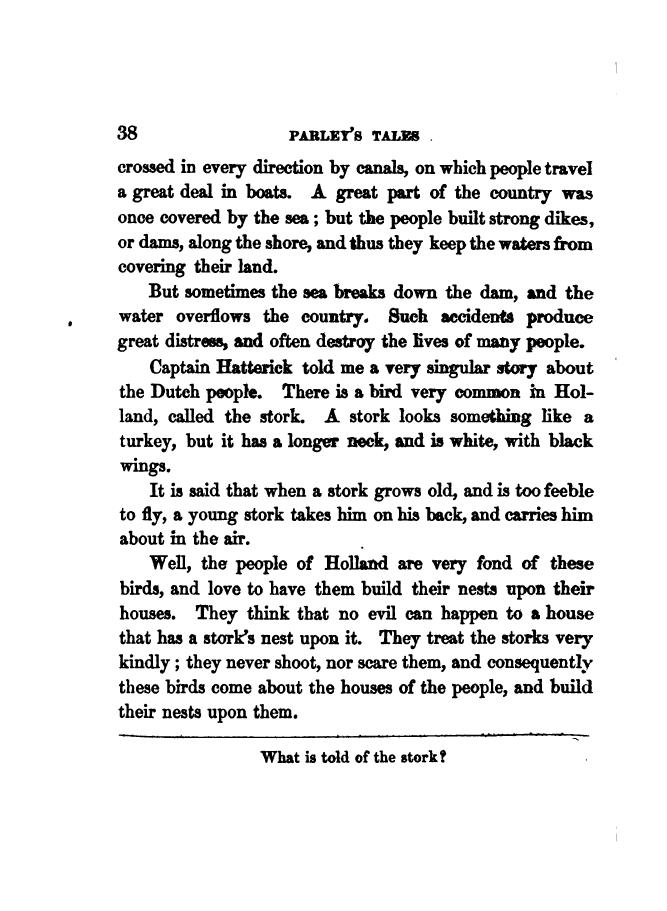 38 PARLEY'S TALES
crossed in every direction by canals, on which people travel
a great deal in boats. A great part of the country was
once covered by the sea; but the people built strong dikes,
or dams, along the shore, and thus they keep the waters from
covering their land.
But sometimes the sea breaks down the dam, and the
water overflows the country. Such accidents produce
great distress, and often destroy the lives of many people.
Captain Hatterick told me a very singular story about
the Dutch people. There is a bird very common in Hol-
land, called the stork. A stork looks something like a
turkey, but it has a longer neck, and is white, with black
wings.
It is said that when a stork grows old, and is too feeble
to fly, a young stork takes him on his back, and carries him
about in the air.
Well, the people of Holland are very fond of these
birds, and love to have them build their nests upon their
houses. They think that no evil can happen to a house
that has a stork's nest upon it. They treat the storks very
kindly; they never shoot, nor scare them, and consequently
these birds come about the houses of the people, and build
their nests upon them.
What is told of the stork?